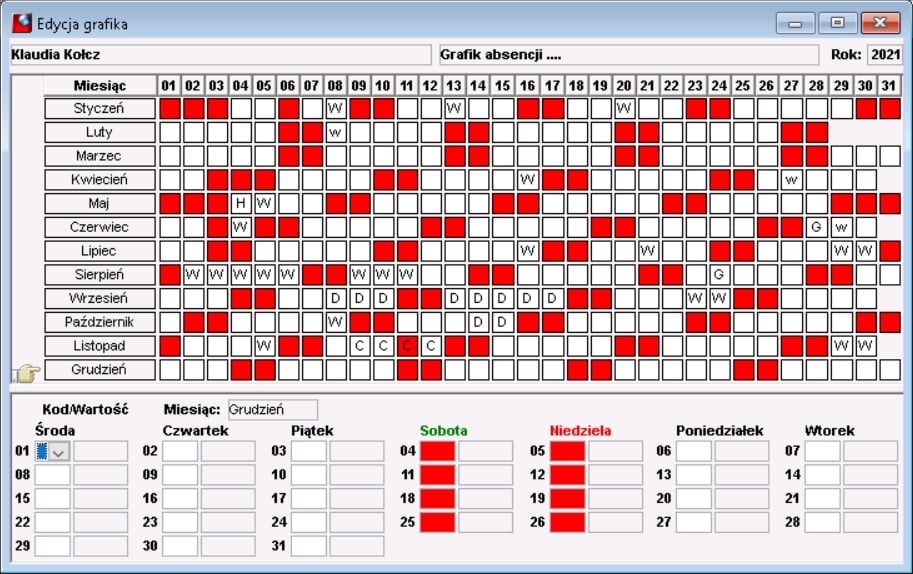 Edycja grafika
Klaudia Kołcz Grafik absencji .... Rok: 2021
Miesiąc 01 02 03 04 05 06 07 08 09 10 11 12 13 14 15 16 17 18 19 20 21 22 23 24 25 26 27 28 29 30 31
Styczeń W W W
Luty w
Marzec
Kwiecień W w
Maj H W
Czerwiec W G w
Lipiec W W W W
Sierpień W W W W W W W W G
Wrzesień D D D D D D D D W W
Październik W D D
Listopad W C C C C W W
Grudzień
Kod/Wartość Miesiąc: Grudzień
Środa Czwartek Piątek Sobota Niedziela Poniedziałek Wtorek
01 02 03 04 05 06 07
08 09 10 11 12 13 14
15 16 17 18 19 20 21
22 23 24 25 26 27 28
29 30 31